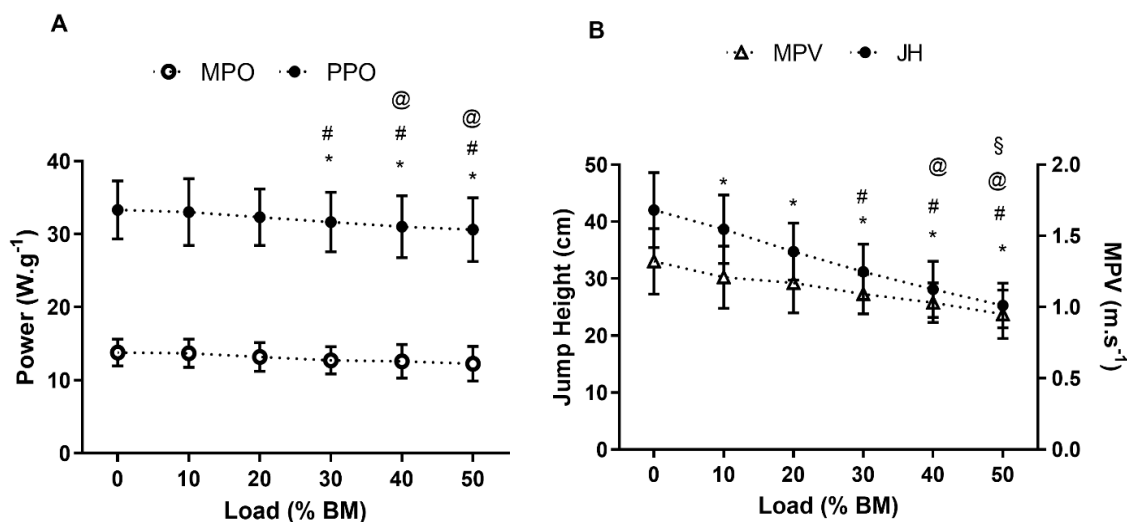 A
MPO PPO
@ @
# # #
* * *
40
30
20
10
0
Power (W.g⁻¹)
0 10 20 30 40 50
Load (% BM)
B
MPV JH
§
@ @
# # #
* * * * *
50
40
30
20
10
0
Jump Height (cm)
2.0
1.5
1.0
0.5
0.0
MPV (m.s⁻¹)
0 10 20 30 40 50
Load (% BM)